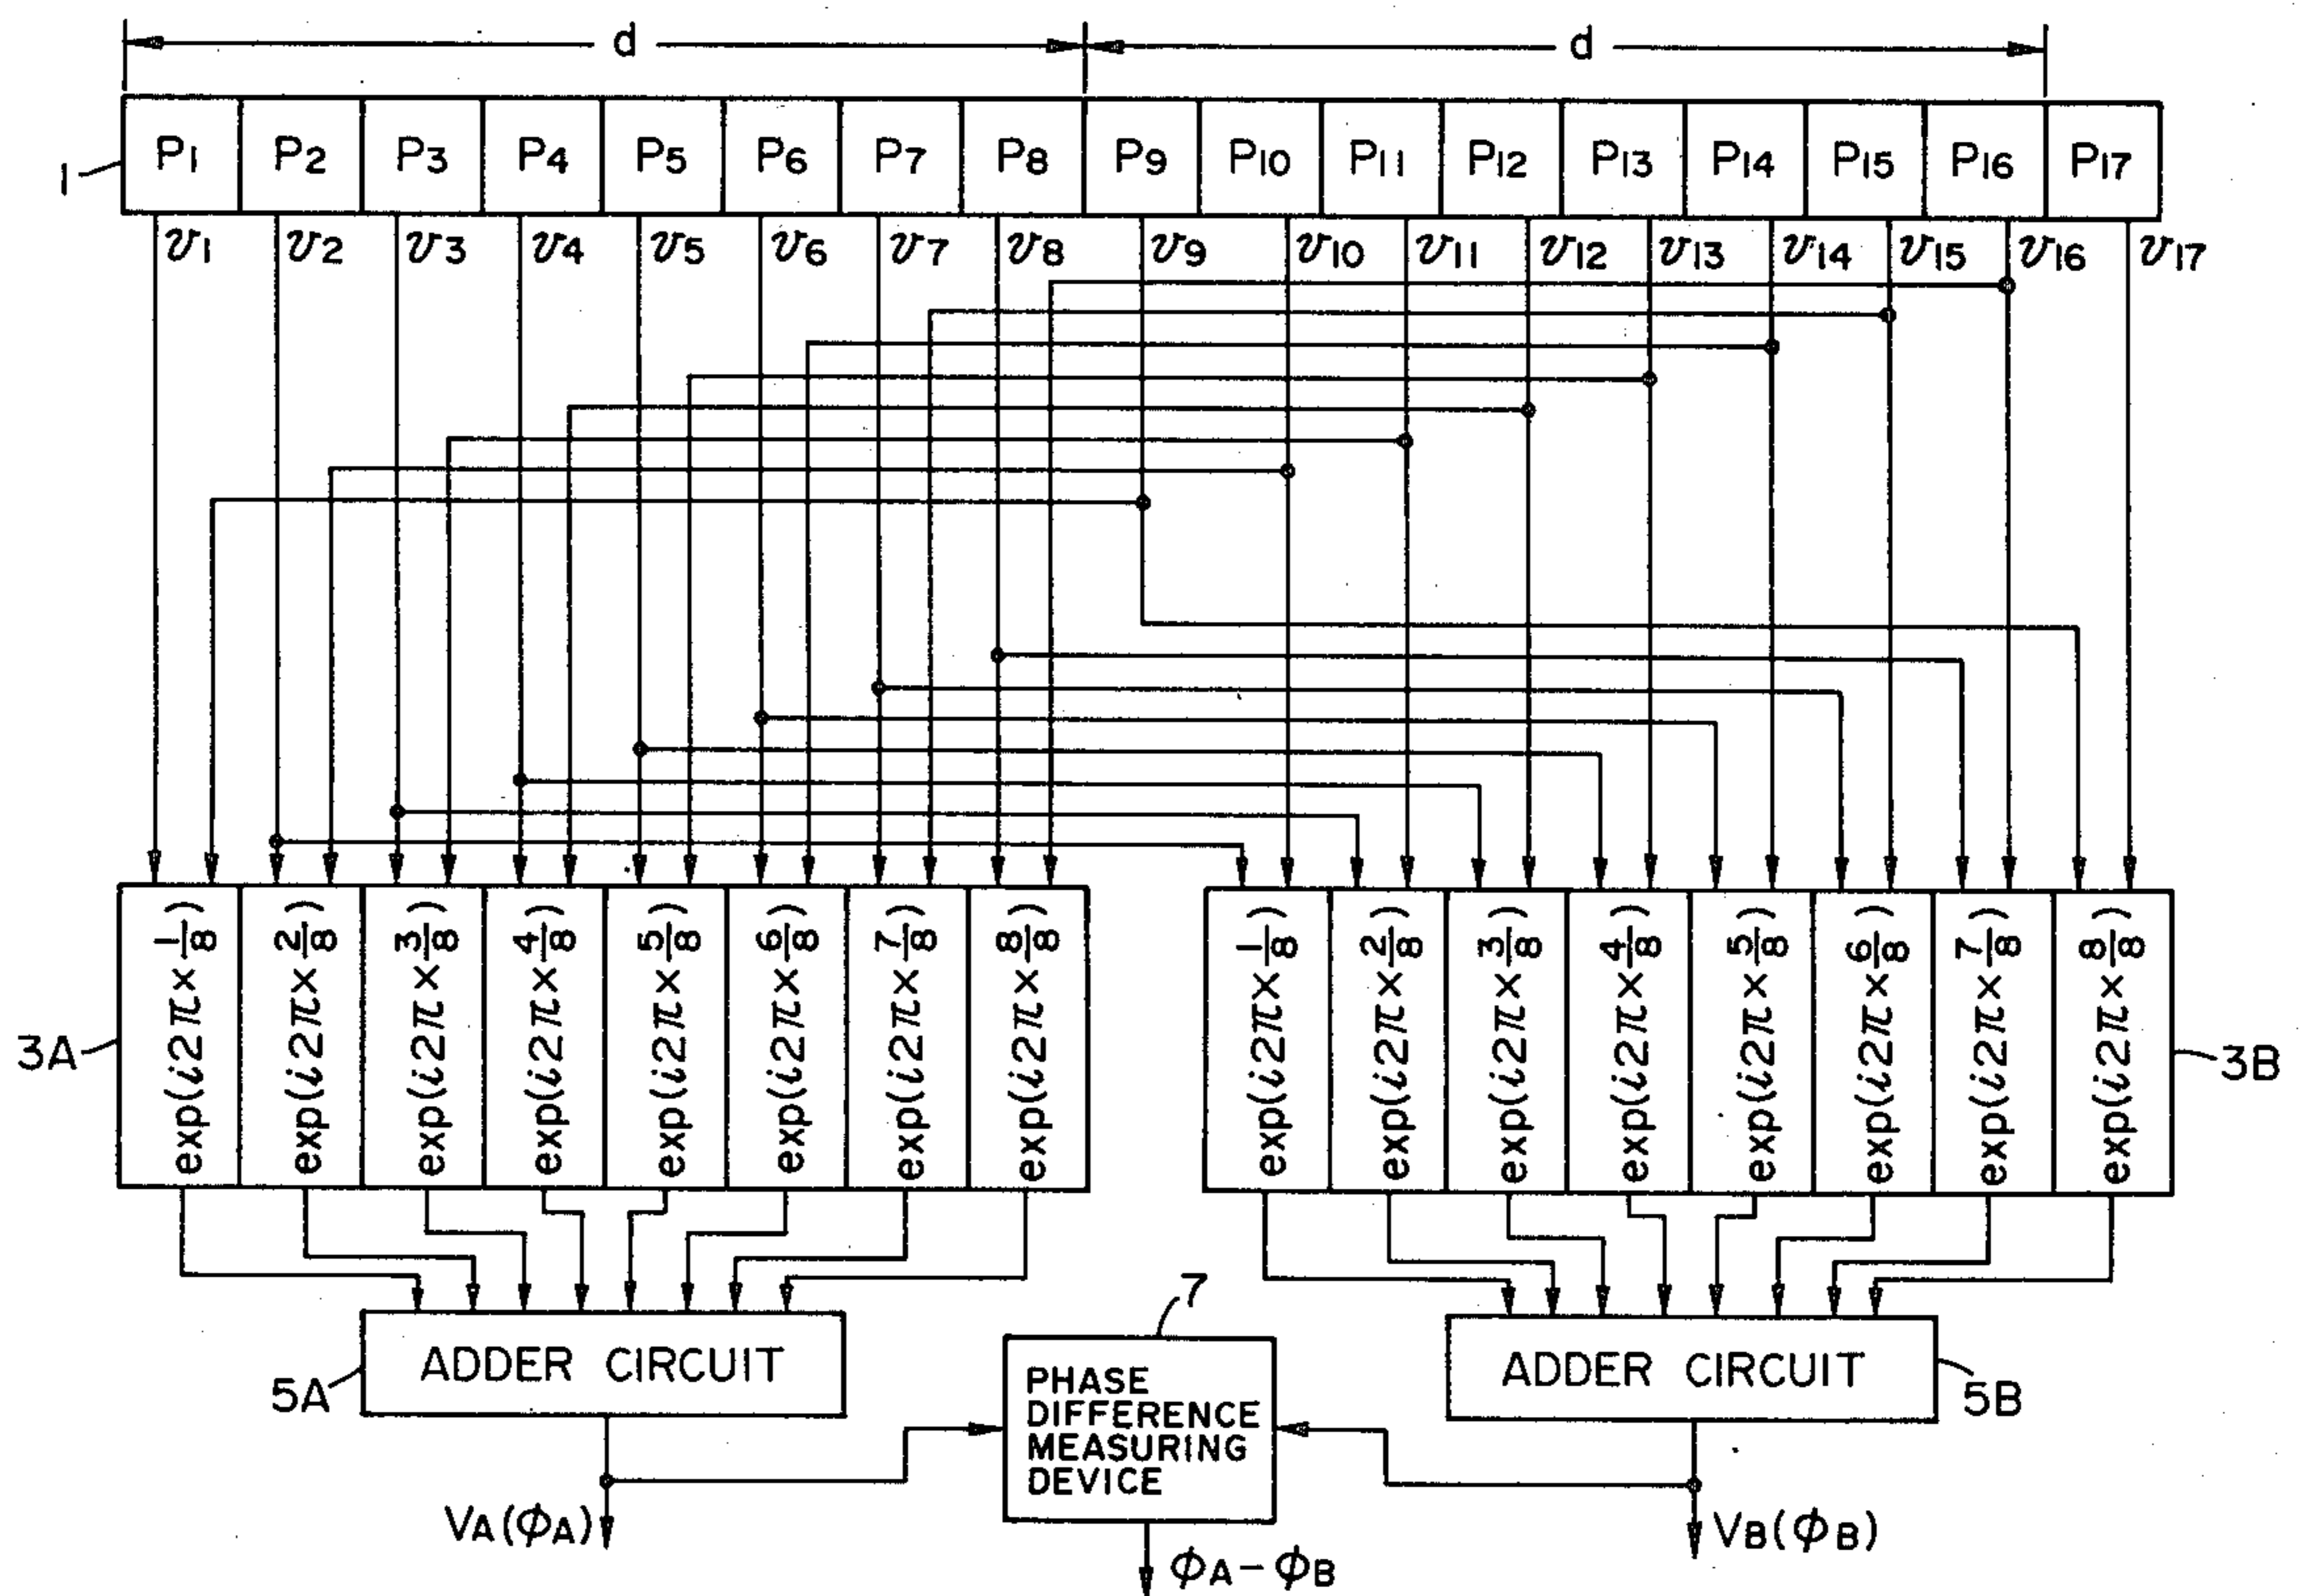 d d
1 P1 P2 P3 P4 P5 P6 P7 P8 P9 P10 P11 P12 P13 P14 P15 P16 P17
v1 v2 v3 v4 v5 v6 v7 v8 v9 v10 v11 v12 v13 v14 v15 v16 v17
3A exp(i2π×1/8) exp(i2π×2/8) exp(i2π×3/8) exp(i2π×4/8) exp(i2π×5/8) exp(i2π×6/8) exp(i2π×7/8) exp(i2π×8/8)
exp(i2π×1/8) exp(i2π×2/8) exp(i2π×3/8) exp(i2π×4/8) exp(i2π×5/8) exp(i2π×6/8) exp(i2π×7/8) exp(i2π×8/8) 3B
5A ADDER CIRCUIT
7
PHASE
DIFFERENCE
MEASURING
DEVICE
ADDER CIRCUIT 5B
VA(ϕA)
ϕA−ϕB
VB(ϕB)